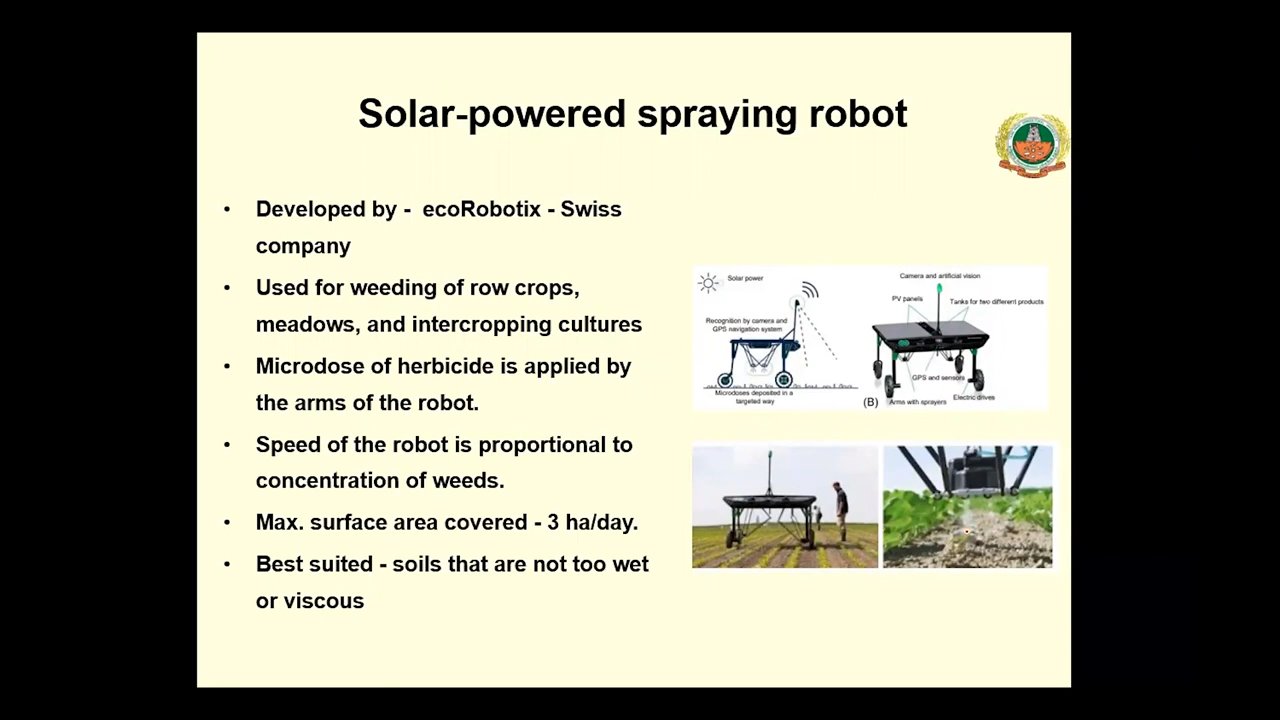 Solar-powered spraying robot
• Developed by - ecoRobotix - Swiss
company
• Used for weeding of row crops,
meadows, and intercropping cultures
• Microdose of herbicide is applied by
the arms of the robot.
• Speed of the robot is proportional to
concentration of weeds.
• Max. surface area covered - 3 ha/day.
• Best suited - soils that are not too wet
or viscous
Solar power
Recognition by camera and
GPS navigation system
Microdoses deposited in a
targeted way
Camera and artificial vision
PV panels
Tanks for two different products
GPS and sensors
Electric drives
(B)
Arms with sprayers